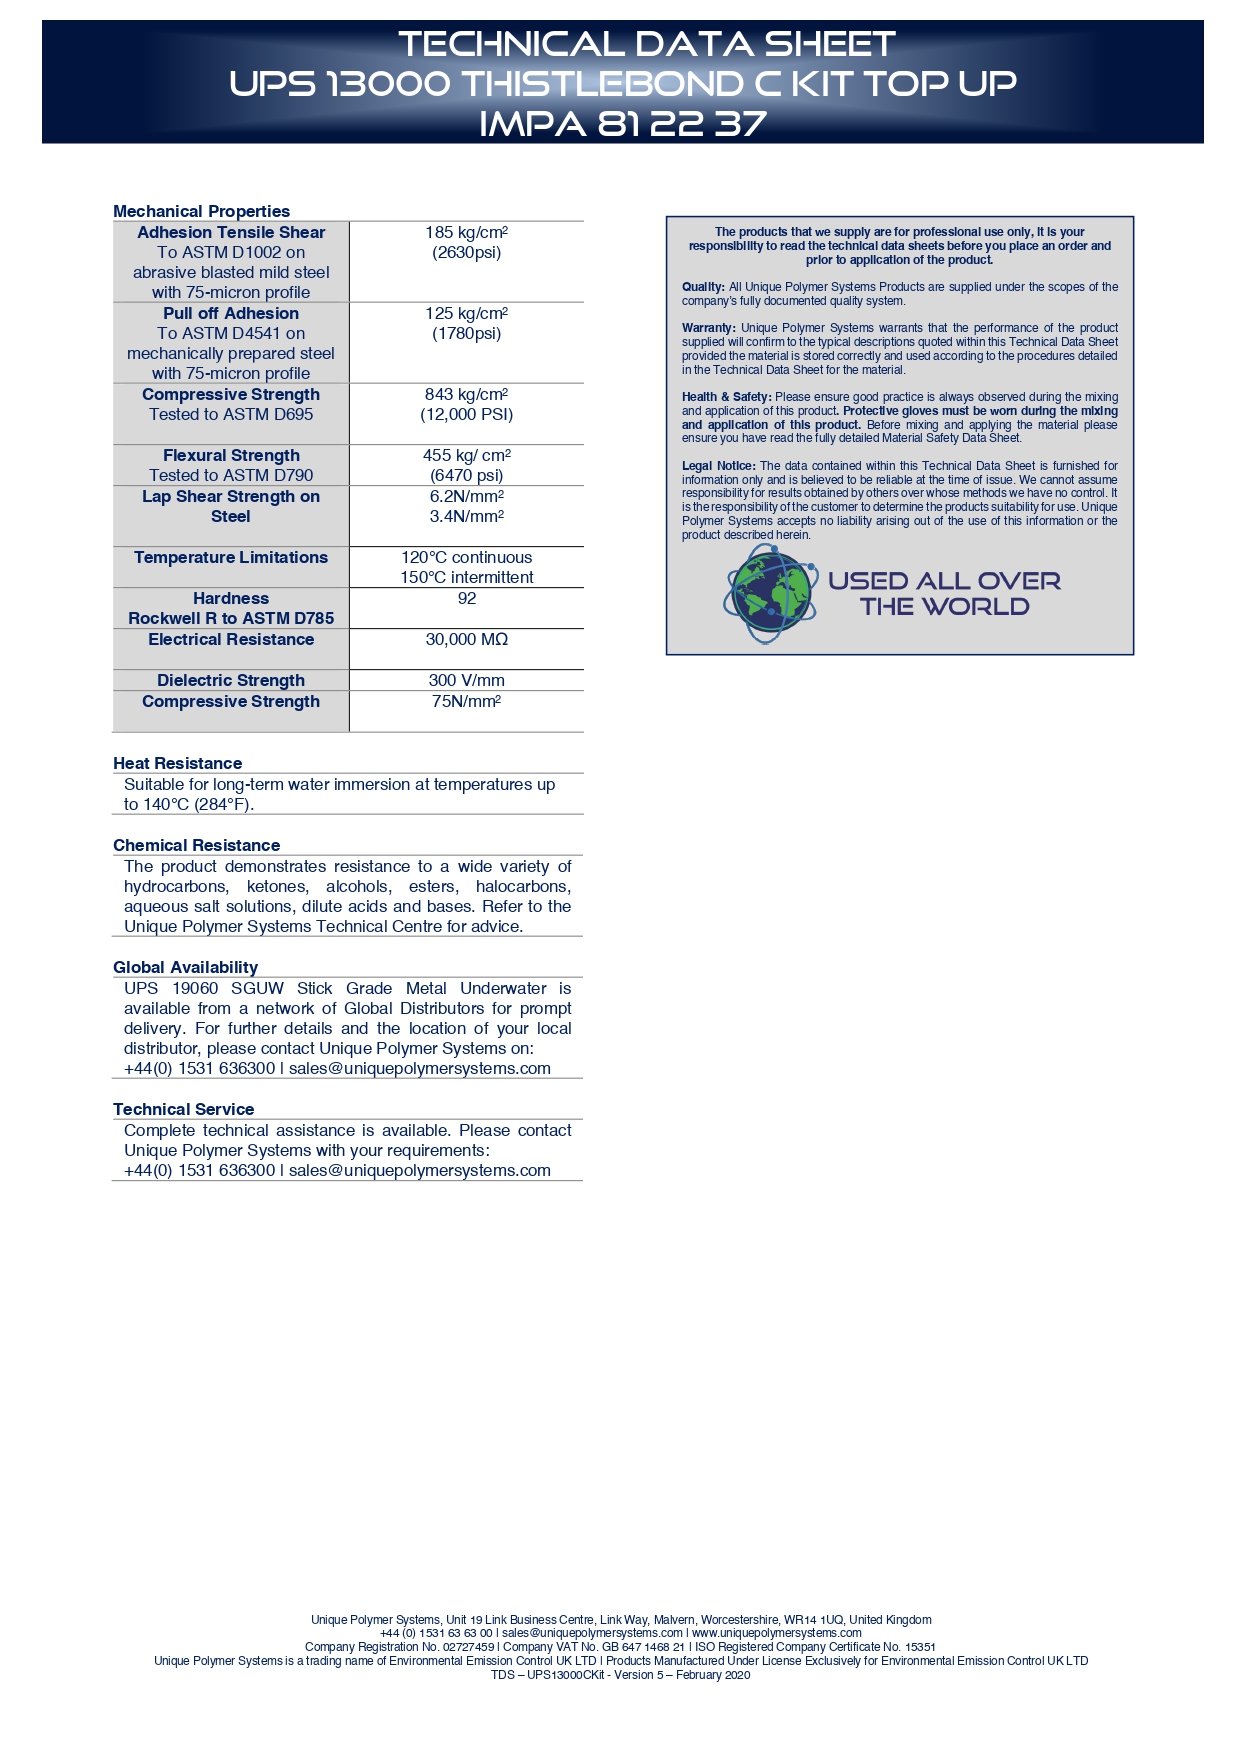 TECHNICAL DATA SHEET
UPS 13000 THISTLEBOND C KIT TOP UP
IMPA 81 22 37
Mechanical Properties
Adhesion Tensile Shear
To ASTM D1002 on
abrasive blasted mild steel
with 75-micron profile
185 kg/cm²
(2630psi)
Pull off Adhesion
To ASTM D4541 on
mechanically prepared steel
with 75-micron profile
125 kg/cm²
(1780psi)
Compressive Strength
Tested to ASTM D695
843 kg/cm²
(12,000 PSI)
Flexural Strength
Tested to ASTM D790
455 kg/ cm²
(6470 psi)
Lap Shear Strength on
Steel
6.2N/mm²
3.4N/mm²
Temperature Limitations
120°C continuous
150°C intermittent
Hardness
Rockwell R to ASTM D785
92
Electrical Resistance
30,000 MΩ
Dielectric Strength
300 V/mm
Compressive Strength
75N/mm²
Heat Resistance
Suitable for long-term water immersion at temperatures up
to 140°C (284°F).
Chemical Resistance
The product demonstrates resistance to a wide variety of
hydrocarbons, ketones, alcohols, esters, halocarbons,
aqueous salt solutions, dilute acids and bases. Refer to the
Unique Polymer Systems Technical Centre for advice.
Global Availability
UPS 19060 SGUW Stick Grade Metal Underwater is
available from a network of Global Distributors for prompt
delivery. For further details and the location of your local
distributor, please contact Unique Polymer Systems on:
+44(0) 1531 636300 | sales@uniquepolymersystems.com
Technical Service
Complete technical assistance is available. Please contact
Unique Polymer Systems with your requirements:
+44(0) 1531 636300 | sales@uniquepolymersystems.com
The products that we supply are for professional use only, it is your
responsibility to read the technical data sheets before you place an order and
prior to application of the product.
Quality: All Unique Polymer Systems Products are supplied under the scopes of the
company's fully documented quality system.
Warranty: Unique Polymer Systems warrants that the performance of the product
supplied will confirm to the typical descriptions quoted within this Technical Data Sheet
provided the material is stored correctly and used according to the procedures detailed
in the Technical Data Sheet for the material.
Health & Safety: Please ensure good practice is always observed during the mixing
and application of this product. Protective gloves must be worn during the mixing
and application of this product. Before mixing and applying the material please
ensure you have read the fully detailed Material Safety Data Sheet.
Legal Notice: The data contained within this Technical Data Sheet is furnished for
information only and is believed to be reliable at the time of issue. We cannot assume
responsibility for results obtained by others over whose methods we have no control. It
is the responsibility of the customer to determine the products suitability for use. Unique
Polymer Systems accepts no liability arising out of the use of this information or the
product described herein.
USED ALL OVER
THE WORLD
Unique Polymer Systems, Unit 19 Link Business Centre, Link Way, Malvern, Worcestershire, WR14 1UQ, United Kingdom
+44 (0) 1531 63 63 00 | sales@uniquepolymersystems.com | www.uniquepolymersystems.com
Company Registration No. 02727459 | Company VAT No. GB 647 1468 21 | ISO Registered Company Certificate No. 15351
Unique Polymer Systems is a trading name of Environmental Emission Control UK LTD | Products Manufactured Under License Exclusively for Environmental Emission Control UK LTD
TDS – UPS13000CKit - Version 5 – February 2020